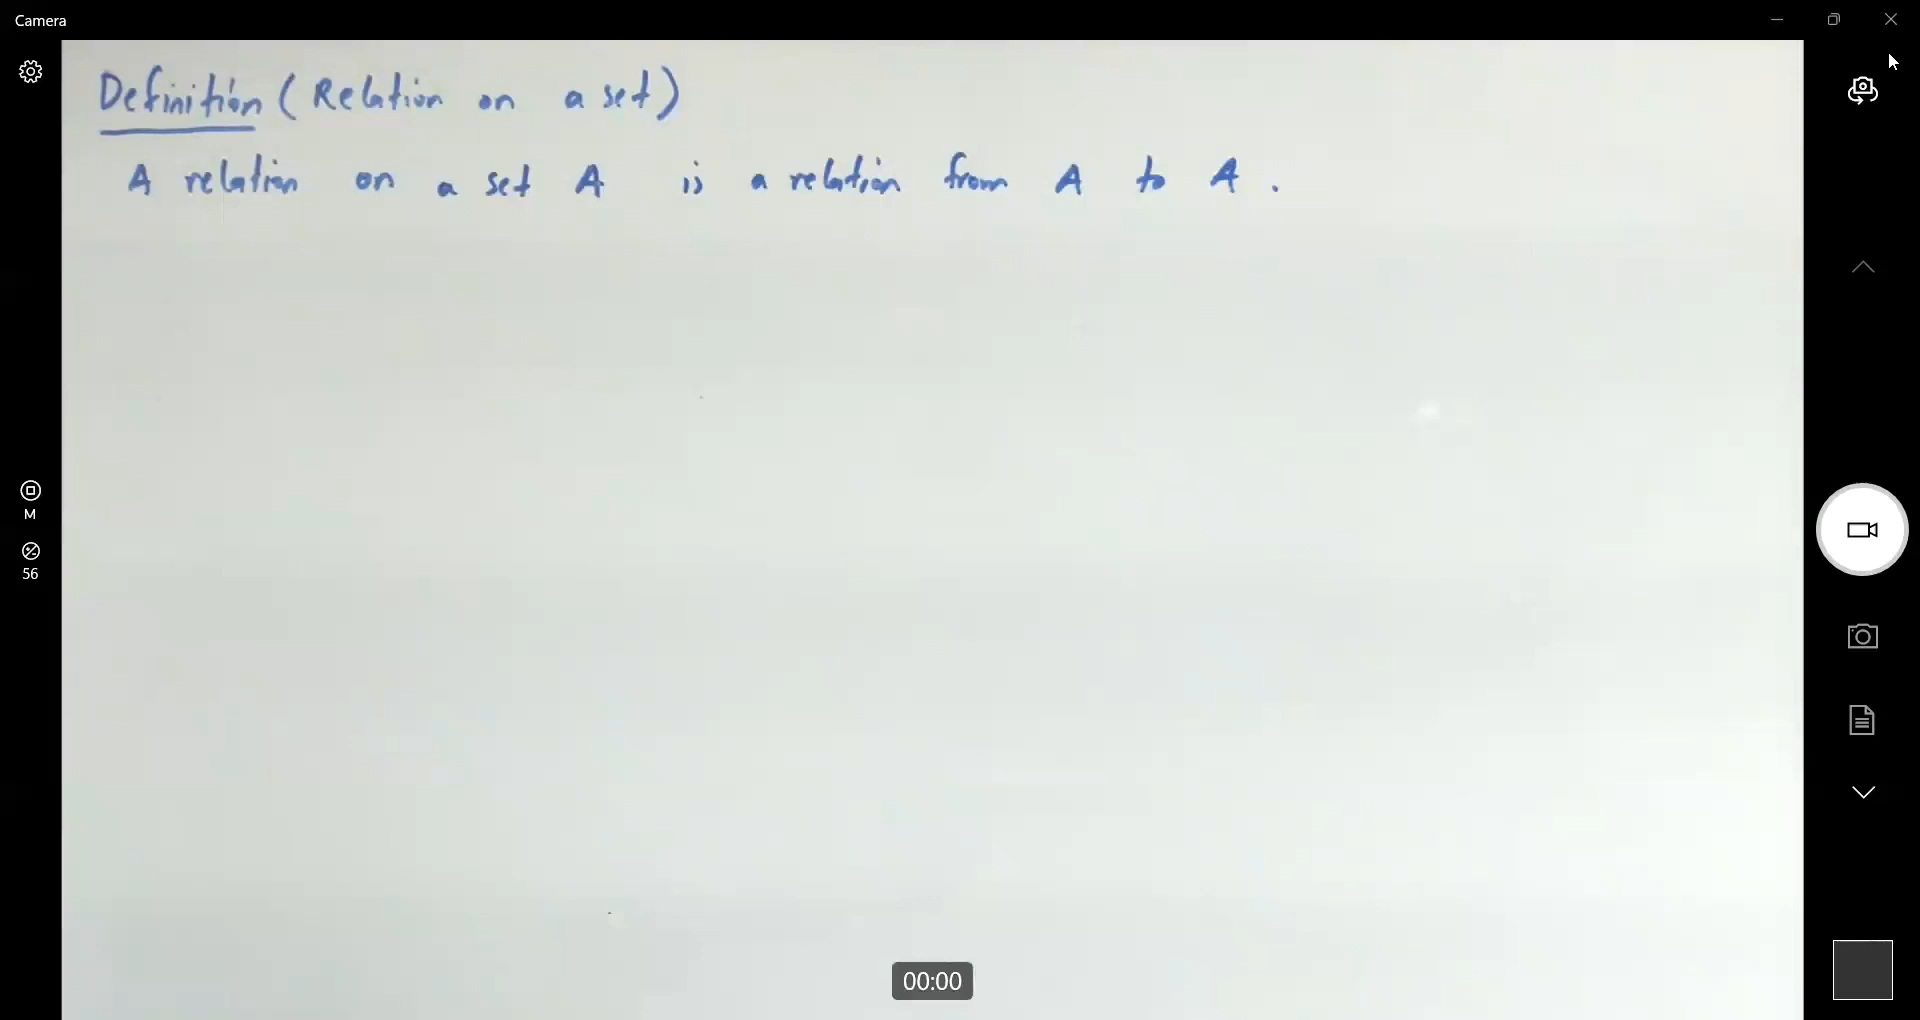 Camera
Definition (Relation on a set)
A relation on a set A is a relation from A to A.
M
56
00:00